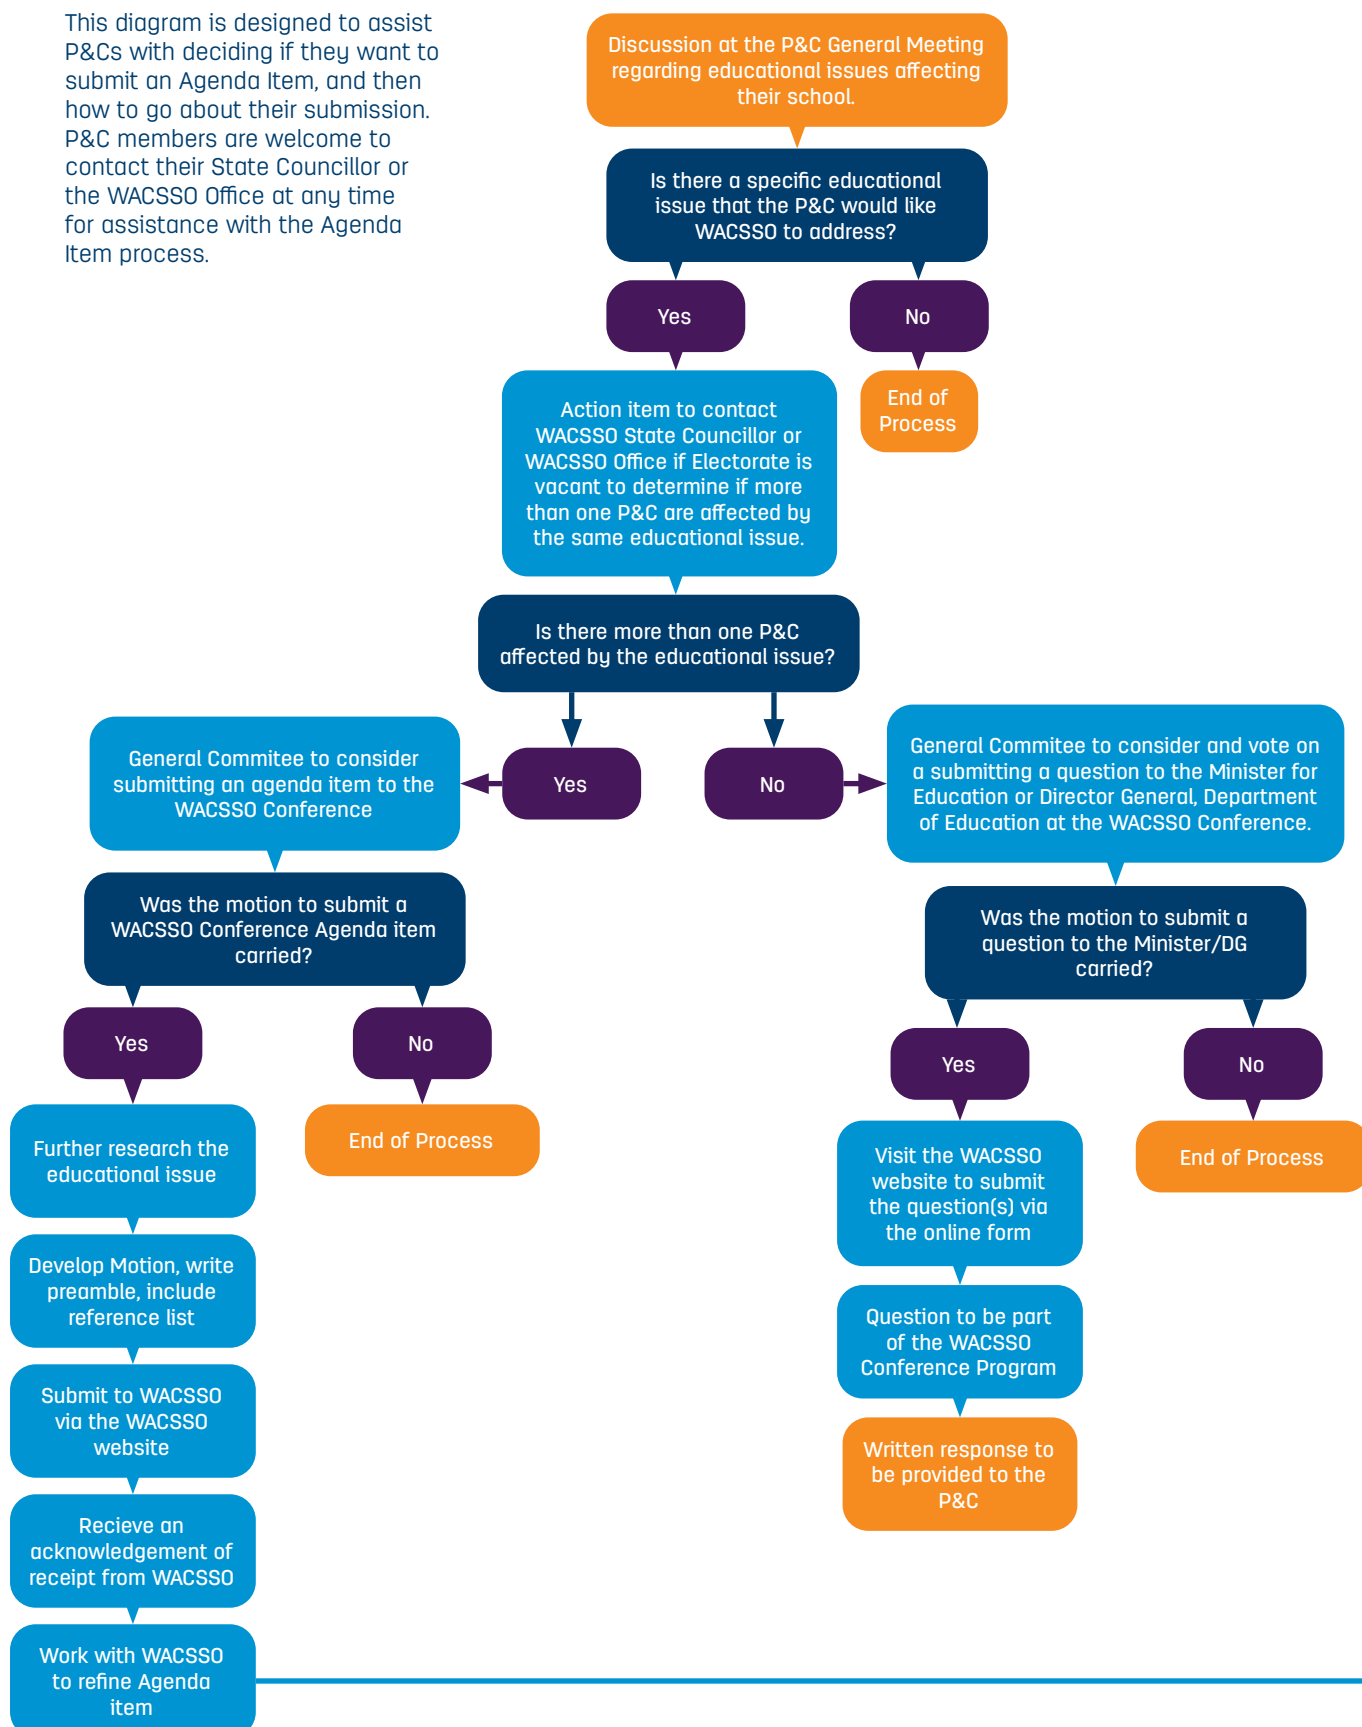 This diagram is designed to assist
P&Cs with deciding if they want to
submit an Agenda Item, and then
how to go about their submission.
P&C members are welcome to
contact their State Councillor or
the WACSSO Office at any time
for assistance with the Agenda
Item process.
Discussion at the P&C General Meeting
regarding educational issues affecting
their school.
Is there a specific educational
issue that the P&C would like
WACSSO to address?
Yes
No
Action item to contact
WACSSO State Councillor or
WACSSO Office if Electorate is
vacant to determine if more
than one P&C are affected by
the same educational issue.
End of
Process
Is there more than one P&C
affected by the educational issue?
General Commitee to consider
submitting an agenda item to the
WACSSO Conference
Yes
No
General Commitee to consider and vote on
a submitting a question to the Minister for
Education or Director General, Department
of Education at the WACSSO Conference.
Was the motion to submit a
WACSSO Conference Agenda item
carried?
Was the motion to submit a
question to the Minister/DG
carried?
Yes
No
Yes
No
Further research the
educational issue
End of Process
Visit the WACSSO
website to submit
the question(s) via
the online form
End of Process
Develop Motion, write
preamble, include
reference list
Question to be part
of the WACSSO
Conference Program
Submit to WACSSO
via the WACSSO
website
Written response to
be provided to the
P&C
Recieve an
acknowledgement of
receipt from WACSSO
Work with WACSSO
to refine Agenda
item